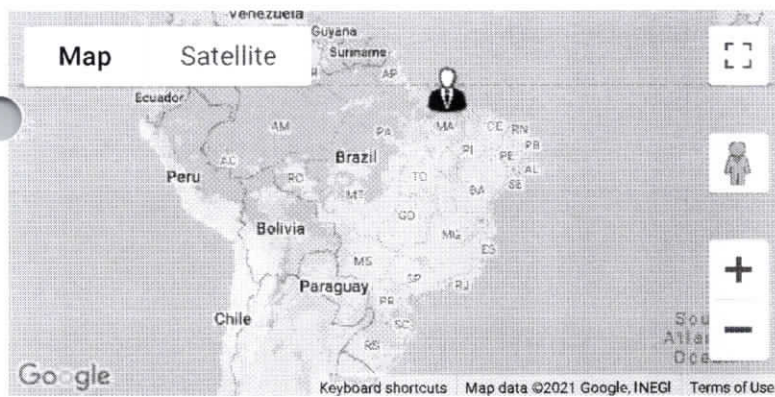 Venezuela
Guyana
Map Satellite
Suriname
AP
Ecuador
AM
PA
MA
CE
RN
PB
PI
PE
AL
SE
AC
Brazil
Peru
RO
MT
TO
BA
GO
Bolivia
MG
ES
MS
SP
RJ
Paraguay
PR
Chile
SC
RS
Google
Keyboard shortcuts Map data ©2021 Google, INEGI Terms of Use